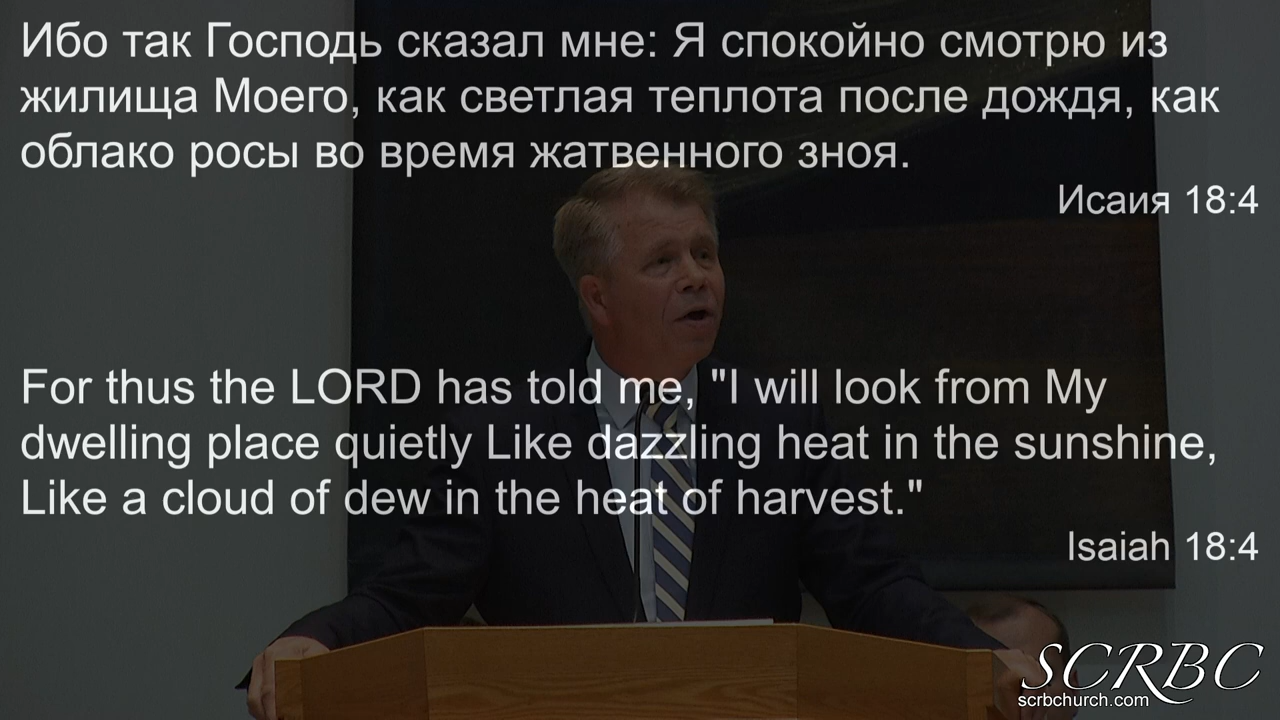 Ибо так Господь сказал мне: Я спокойно смотрю из
жилища Моего, как светлая теплота после дождя, как
облако росы во время жатвенного зноя.
Исаия 18:4
For thus the LORD has told me, "I will look from My
dwelling place quietly Like dazzling heat in the sunshine,
Like a cloud of dew in the heat of harvest."
Isaiah 18:4
SCRBC
scrbchurch.com